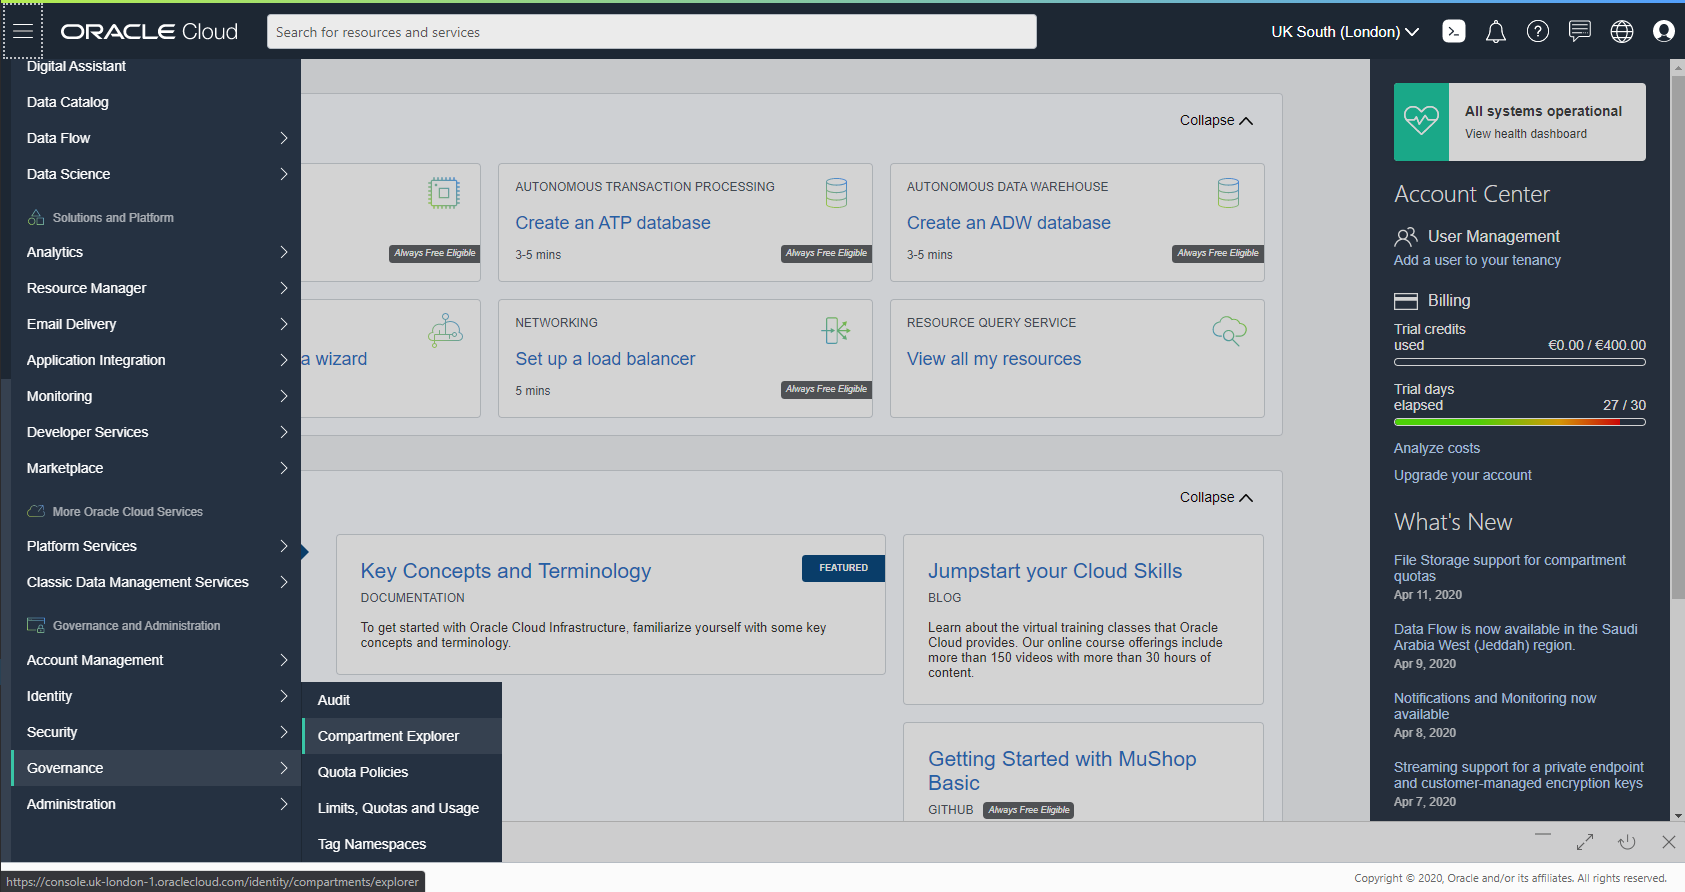 ORACLE Cloud
Search for resources and services
UK South (London)
Digital Assistant
Data Catalog
Data Flow
Data Science
Solutions and Platform
Analytics
Resource Manager
Email Delivery
Application Integration
Monitoring
Developer Services
Marketplace
More Oracle Cloud Services
Platform Services
Classic Data Management Services
Governance and Administration
Account Management
Identity
Security
Governance
Administration
Audit
Compartment Explorer
Quota Policies
Limits, Quotas and Usage
Tag Namespaces
Collapse
Always Free Eligible
AUTONOMOUS TRANSACTION PROCESSING
Create an ATP database
3-5 mins
Always Free Eligible
AUTONOMOUS DATA WAREHOUSE
Create an ADW database
3-5 mins
Always Free Eligible
a wizard
NETWORKING
Set up a load balancer
5 mins
Always Free Eligible
RESOURCE QUERY SERVICE
View all my resources
Collapse
Key Concepts and Terminology
FEATURED
DOCUMENTATION
To get started with Oracle Cloud Infrastructure, familiarize yourself with some key
concepts and terminology.
Jumpstart your Cloud Skills
BLOG
Learn about the virtual training classes that Oracle
Cloud provides. Our online course offerings include
more than 150 videos with more than 30 hours of
content.
Getting Started with MuShop
Basic
GITHUB
Always Free Eligible
All systems operational
View health dashboard
Account Center
User Management
Add a user to your tenancy
Billing
Trial credits
used €0.00 / €400.00
Trial days
elapsed 27 / 30
Analyze costs
Upgrade your account
What's New
File Storage support for compartment
quotas
Apr 11, 2020
Data Flow is now available in the Saudi
Arabia West (Jeddah) region.
Apr 9, 2020
Notifications and Monitoring now
available
Apr 8, 2020
Streaming support for a private endpoint
and customer-managed encryption keys
Apr 7, 2020
https://console.uk-london-1.oraclecloud.com/identity/compartments/explorer
Copyright © 2020, Oracle and/or its affiliates. All rights reserved.